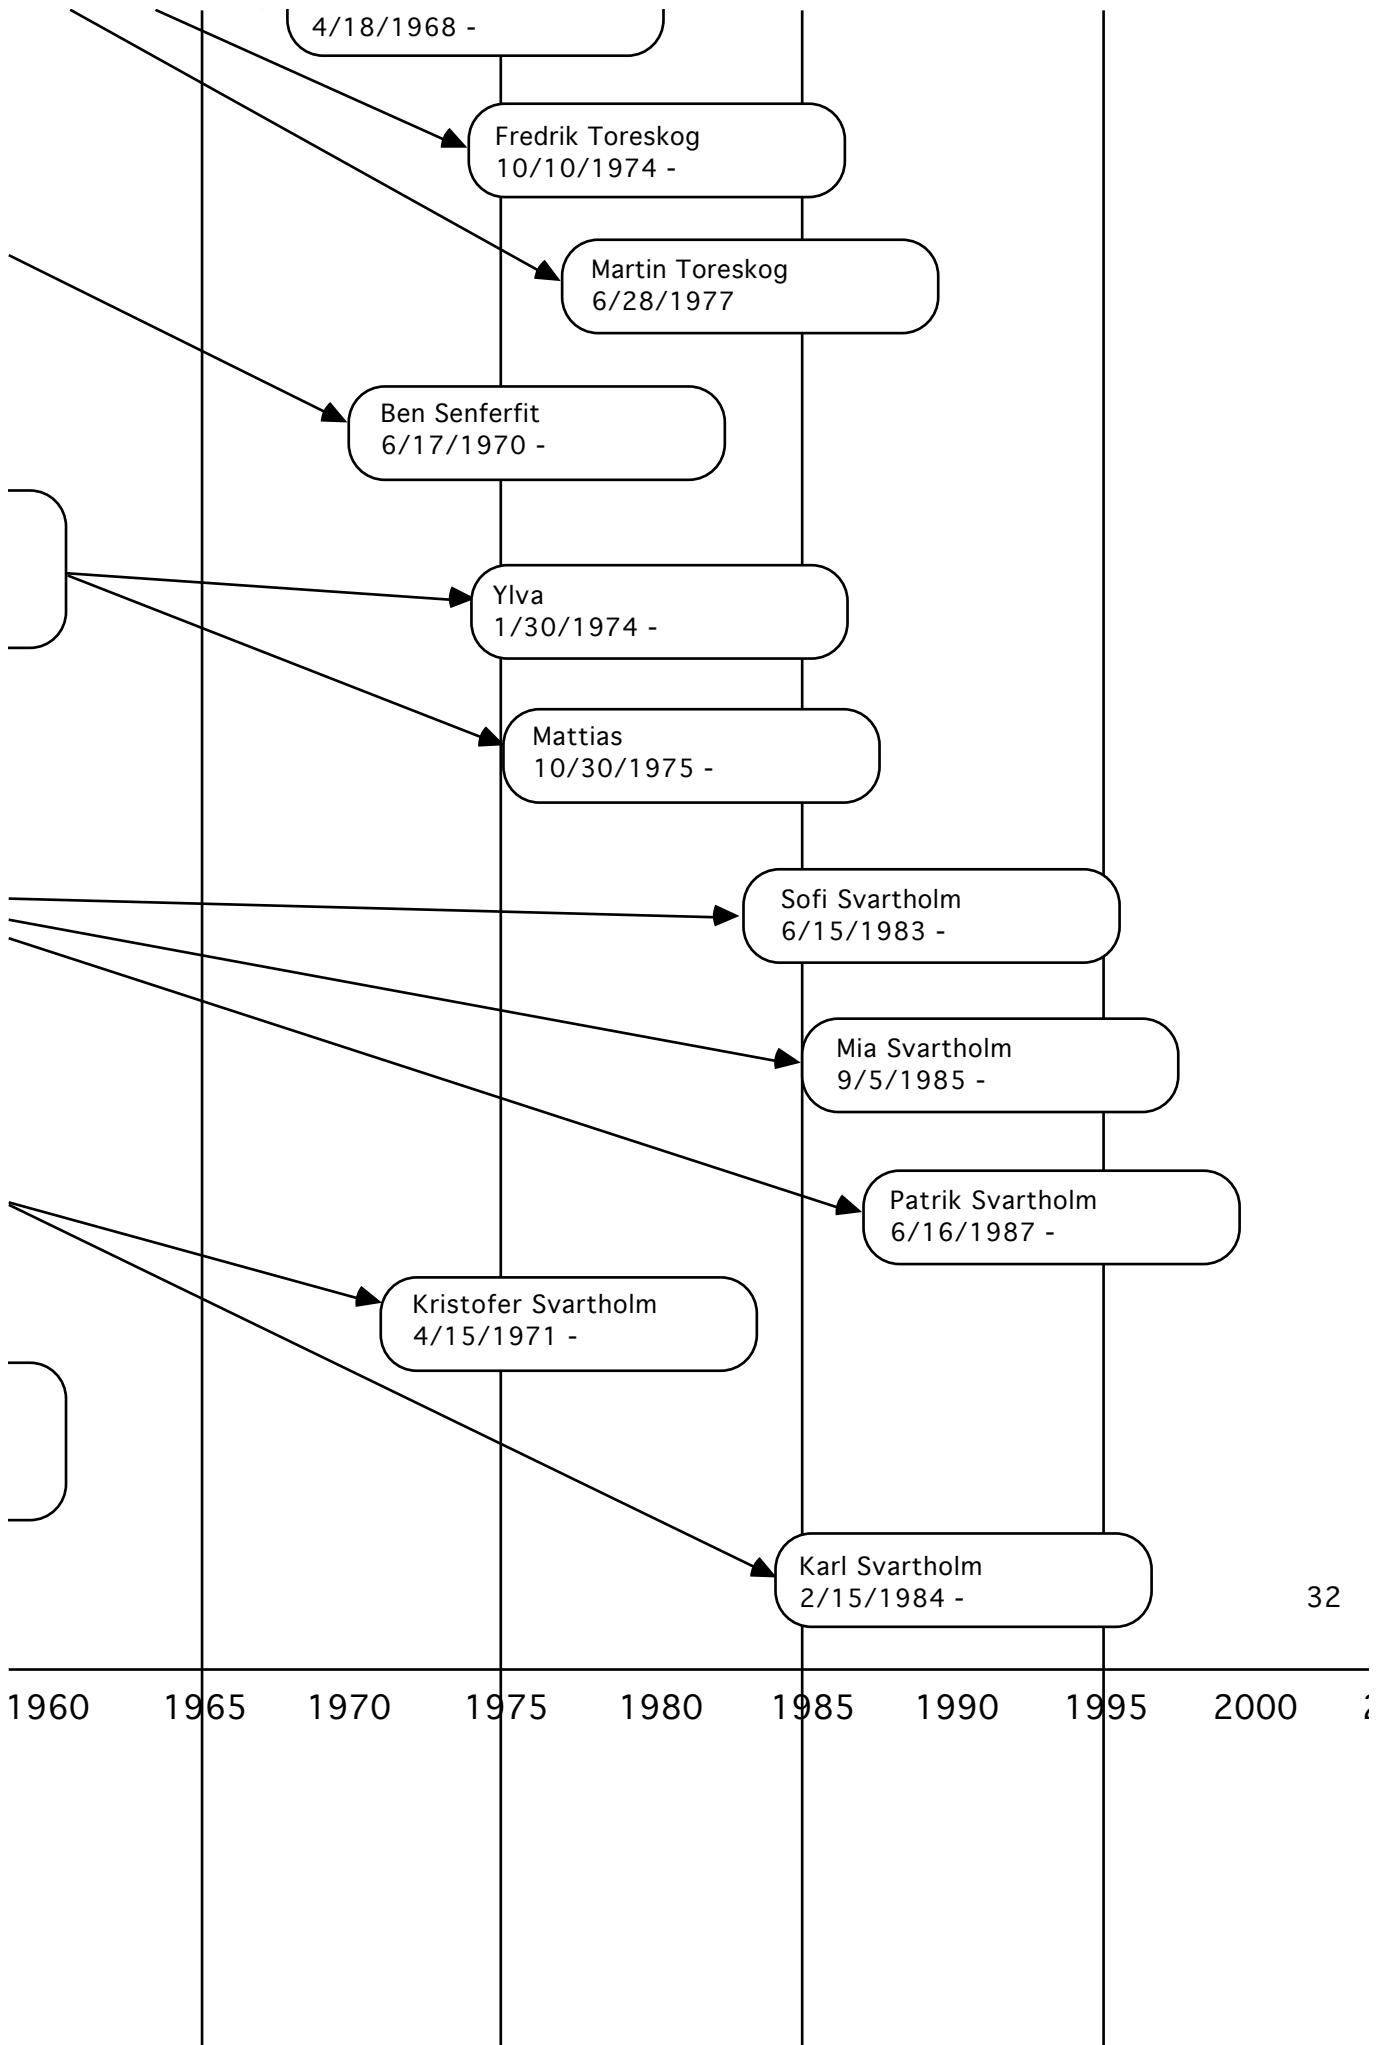 4/18/1968 -
Fredrik Toreskog
10/10/1974 -
Martin Toreskog
6/28/1977
Ben Senferfit
6/17/1970 -
Ylva
1/30/1974 -
Mattias
10/30/1975 -
Sofi Svartholm
6/15/1983 -
Mia Svartholm
9/5/1985 -
Patrik Svartholm
6/16/1987 -
Kristofer Svartholm
4/15/1971 -
Karl Svartholm
2/15/1984 -
32
1960 1965 1970 1975 1980 1985 1990 1995 2000